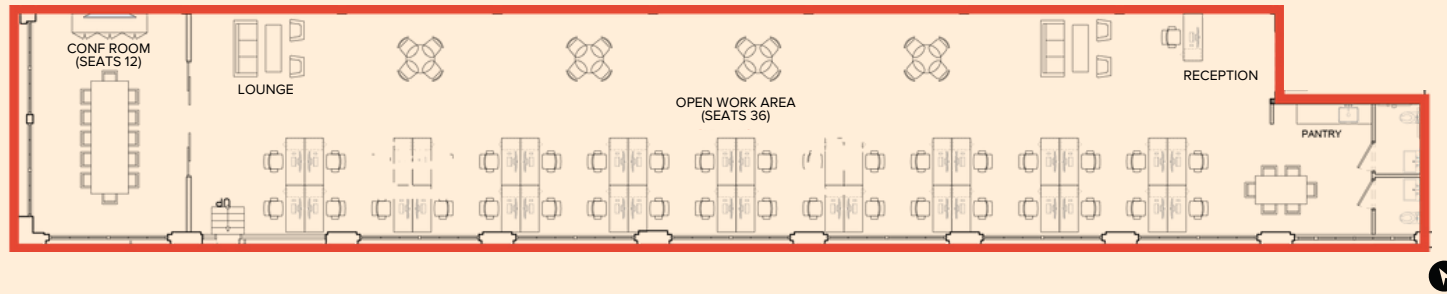 CONF ROOM
(SEATS 12)
LOUNGE
OPEN WORK AREA
(SEATS 36)
RECEPTION
PANTRY